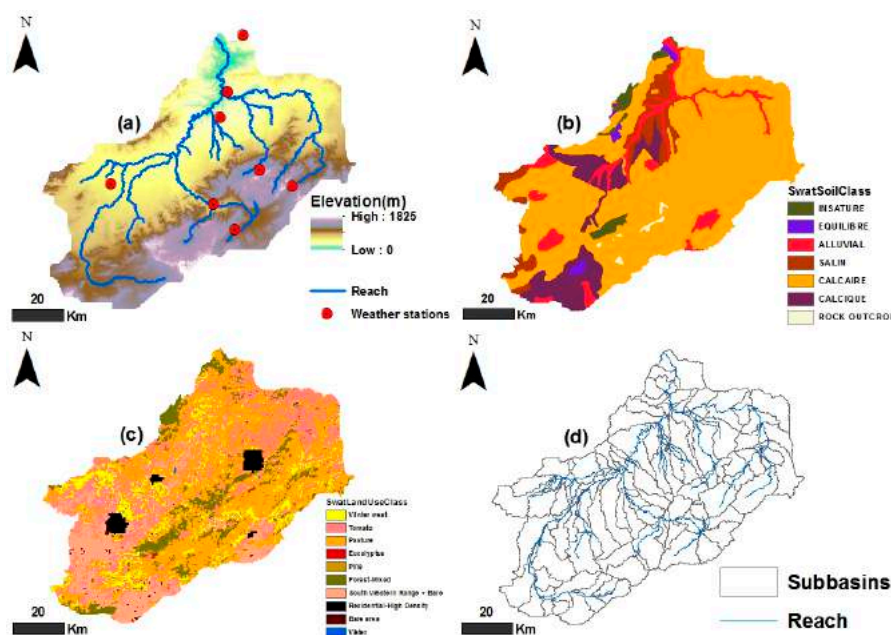 N
(a)
Elevation(m)
High : 1825
Low : 0
Reach
Weather stations
20
Km
N
(b)
SwatSoilClass
INSATURE
EQUILIBRE
ALLUVIAL
SALIN
CALCAIRE
CALCIQUE
ROCK OUTCROP
20
Km
N
(c)
SwatLandUseClass
Tomato
Pasture
Eucalyptus
Pine
Forest-Mixed
South Western Range - Bare
Residential-High Density
Bare area
Water
20
Km
N
(d)
Subbasins
Reach
20
Km